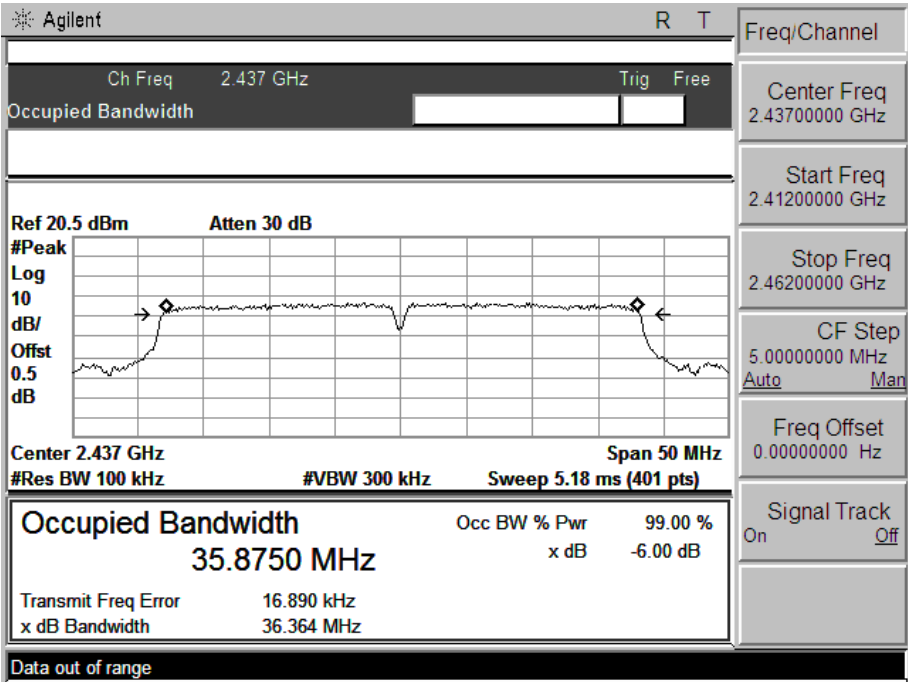 Agilent R T
Ch Freq 2.437 GHz Trig Free
Occupied Bandwidth
Ref 20.5 dBm Atten 30 dB
#Peak
Log
10
dB/
Offst
0.5
dB
Center 2.437 GHz Span 50 MHz
#Res BW 100 kHz #VBW 300 kHz Sweep 5.18 ms (401 pts)
Occupied Bandwidth Occ BW % Pwr 99.00 %
35.8750 MHz x dB -6.00 dB
Transmit Freq Error 16.890 kHz
x dB Bandwidth 36.364 MHz
Data out of range
Freq/Channel
Center Freq
2.43700000 GHz
Start Freq
2.41200000 GHz
Stop Freq
2.46200000 GHz
CF Step
5.00000000 MHz
Auto Man
Freq Offset
0.00000000 Hz
Signal Track
On Off